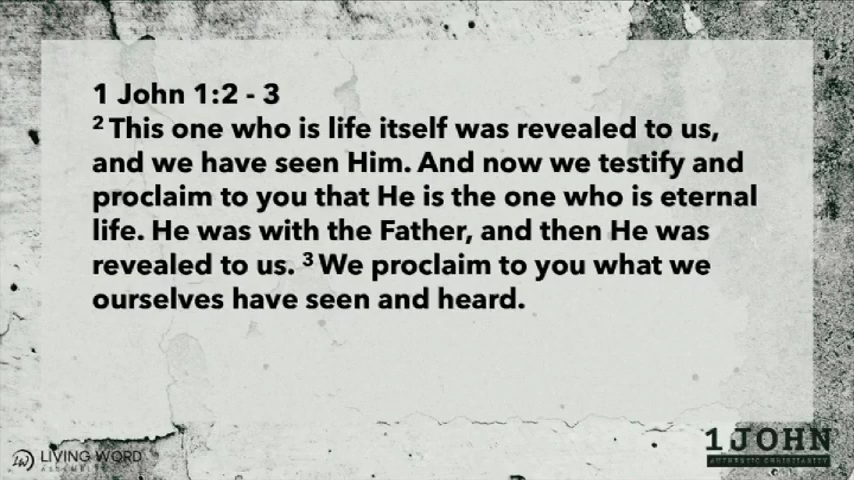 1 John 1:2 - 3
² This one who is life itself was revealed to us,
and we have seen Him. And now we testify and
proclaim to you that He is the one who is eternal
life. He was with the Father, and then He was
revealed to us. ³ We proclaim to you what we
ourselves have seen and heard.
LIVING WORD
ASSEMBLY
1 JOHN
AUTHENTIC CHRISTIANITY